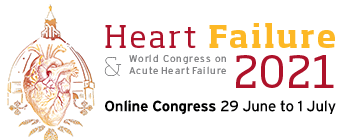 Heart Failure
& World Congress on
Acute Heart Failure 2021
Online Congress 29 June to 1 July